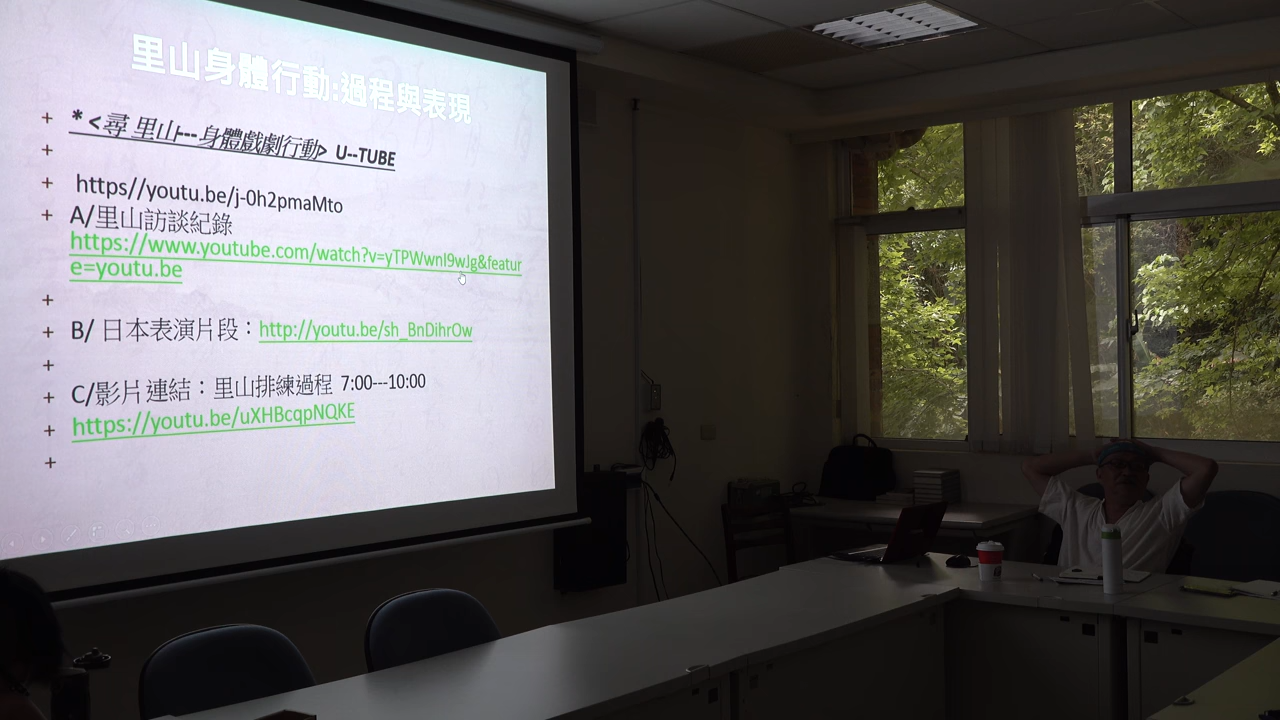 里山身體行動:過程與表現
* <尋 里山---身體戲劇行動> U--TUBE
https//youtu.be/j-0h2pmaMto
A/里山訪談紀錄
https://www.youtube.com/watch?v=yTPWwnI9wJg&featur
e=youtu.be
B/ 日本表演片段：http://youtu.be/sh_BnDihrOw
C/影片連結：里山排練過程 7:00---10:00
https://youtu.be/uXHBcqpNQKE